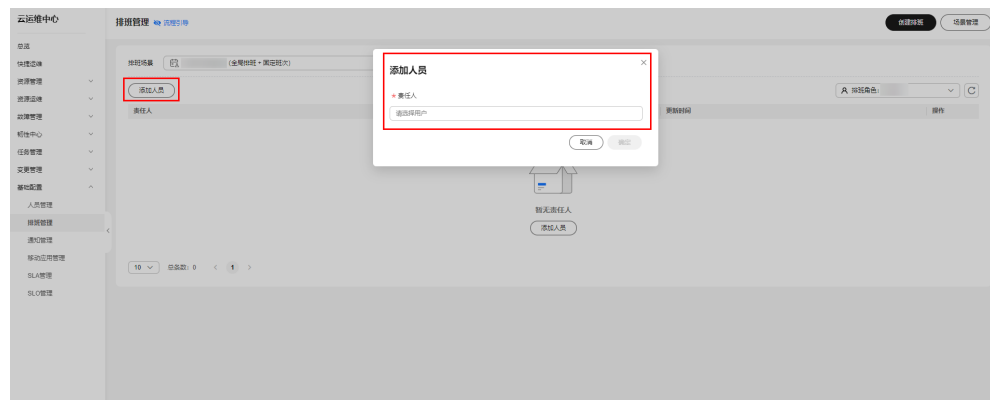 云运维中心
排班管理 流程引导
创建排班
场景管理
总览
快捷运维
资源管理
资源运维
故障管理
韧性中心
任务管理
变更管理
基础配置
人员管理
排班管理
通知管理
移动应用管理
SLA管理
SLO管理
排班场景
(全局排班 + 固定班次)
添加人员
排班角色:
责任人
更新时间
操作
添加人员
* 责任人
请选择用户
取消
确定
暂无责任人
添加人员
10
总条数: 0
< 1 >